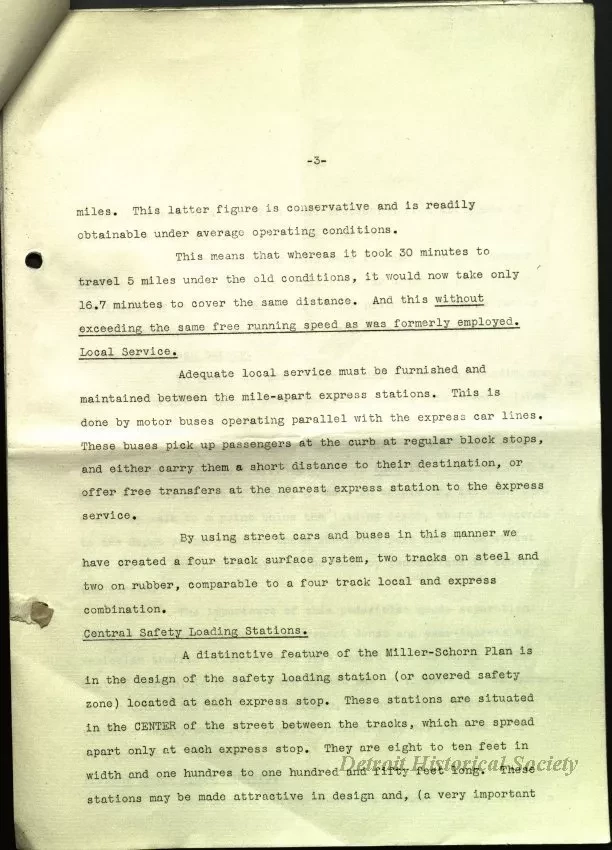 -3-
miles. This latter figure is conservative and is readily
obtainable under average operating conditions.
This means that whereas it took 30 minutes to
travel 5 miles under the old conditions, it would now take only
16.7 minutes to cover the same distance. And this without
exceeding the same free running speed as was formerly employed.
Local Service.
Adequate local service must be furnished and
maintained between the mile-apart express stations. This is
done by motor buses operating parallel with the express car lines.
These buses pick up passengers at the curb at regular block stops,
and either carry them a short distance to their destination, or
offer free transfers at the nearest express station to the express
service.
By using street cars and buses in this manner we
have created a four track surface system, two tracks on steel and
two on rubber, comparable to a four track local and express
combination.
Central Safety Loading Stations.
A distinctive feature of the Miller-Schorn Plan is
in the design of the safety loading station (or covered safety
zone) located at each express stop. These stations are situated
in the CENTER of the street between the tracks, which are spread
apart only at each express stop. They are eight to ten feet in
width and one hundres to one hundred and fifty feet long. These
stations may be made attractive in design and, (a very important
Detroit Historical Society